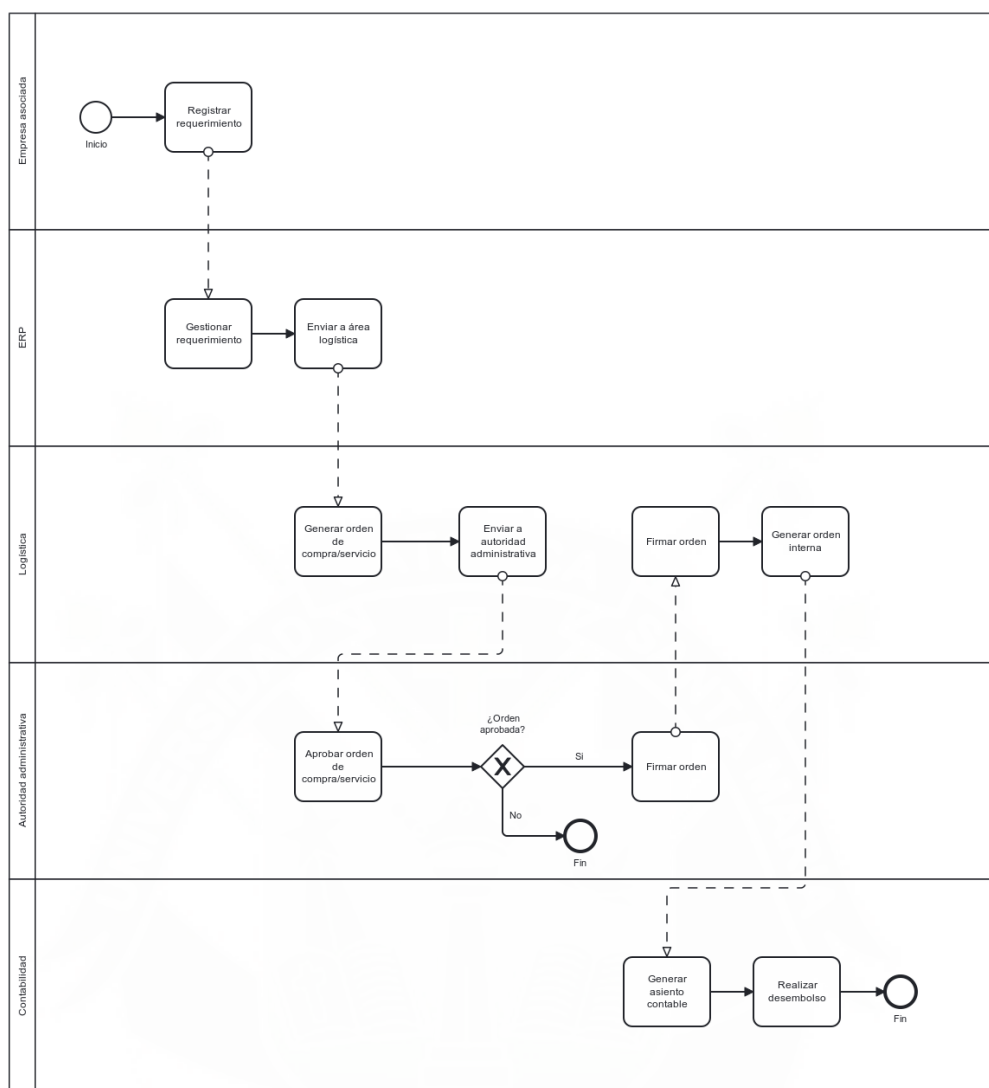 Empresa asociada
Registrar
requerimiento
Inicio
ERP
Gestionar
requerimiento
Enviar a área
logística
Logística
Generar orden
de
compra/servicio
Enviar a
autoridad
administrativa
Firmar orden
Generar orden
interna
Autoridad administrativa
Aprobar orden
de
compra/servicio
¿Orden
aprobada?
Si
No
Firmar orden
Fin
Contabilidad
Generar
asiento
contable
Realizar
desembolso
Fin